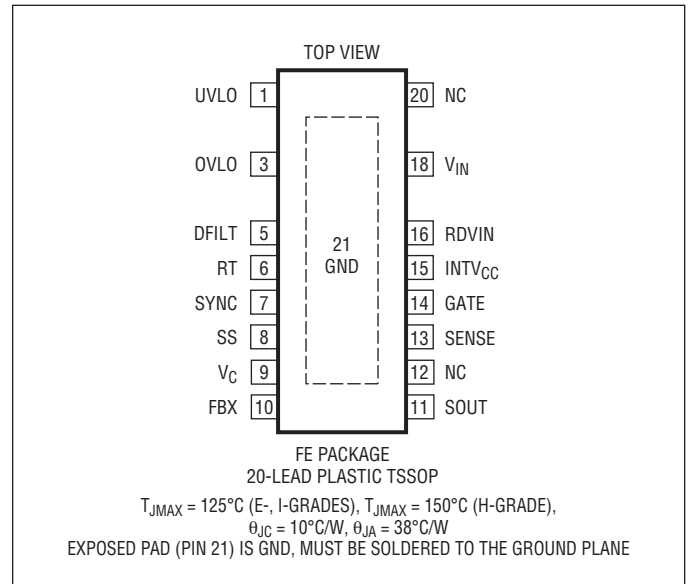 TOP VIEW
UVLO 1
20 NC
OVLO 3
18 VIN
DFILT 5
16 RDVIN
RT 6
15 INTVCC
SYNC 7
14 GATE
SS 8
13 SENSE
VC 9
12 NC
FBX 10
11 SOUT
21
GND
FE PACKAGE
20-LEAD PLASTIC TSSOP
TJMAX = 125°C (E-, I-GRADES), TJMAX = 150°C (H-GRADE),
θJC = 10°C/W, θJA = 38°C/W
EXPOSED PAD (PIN 21) IS GND, MUST BE SOLDERED TO THE GROUND PLANE